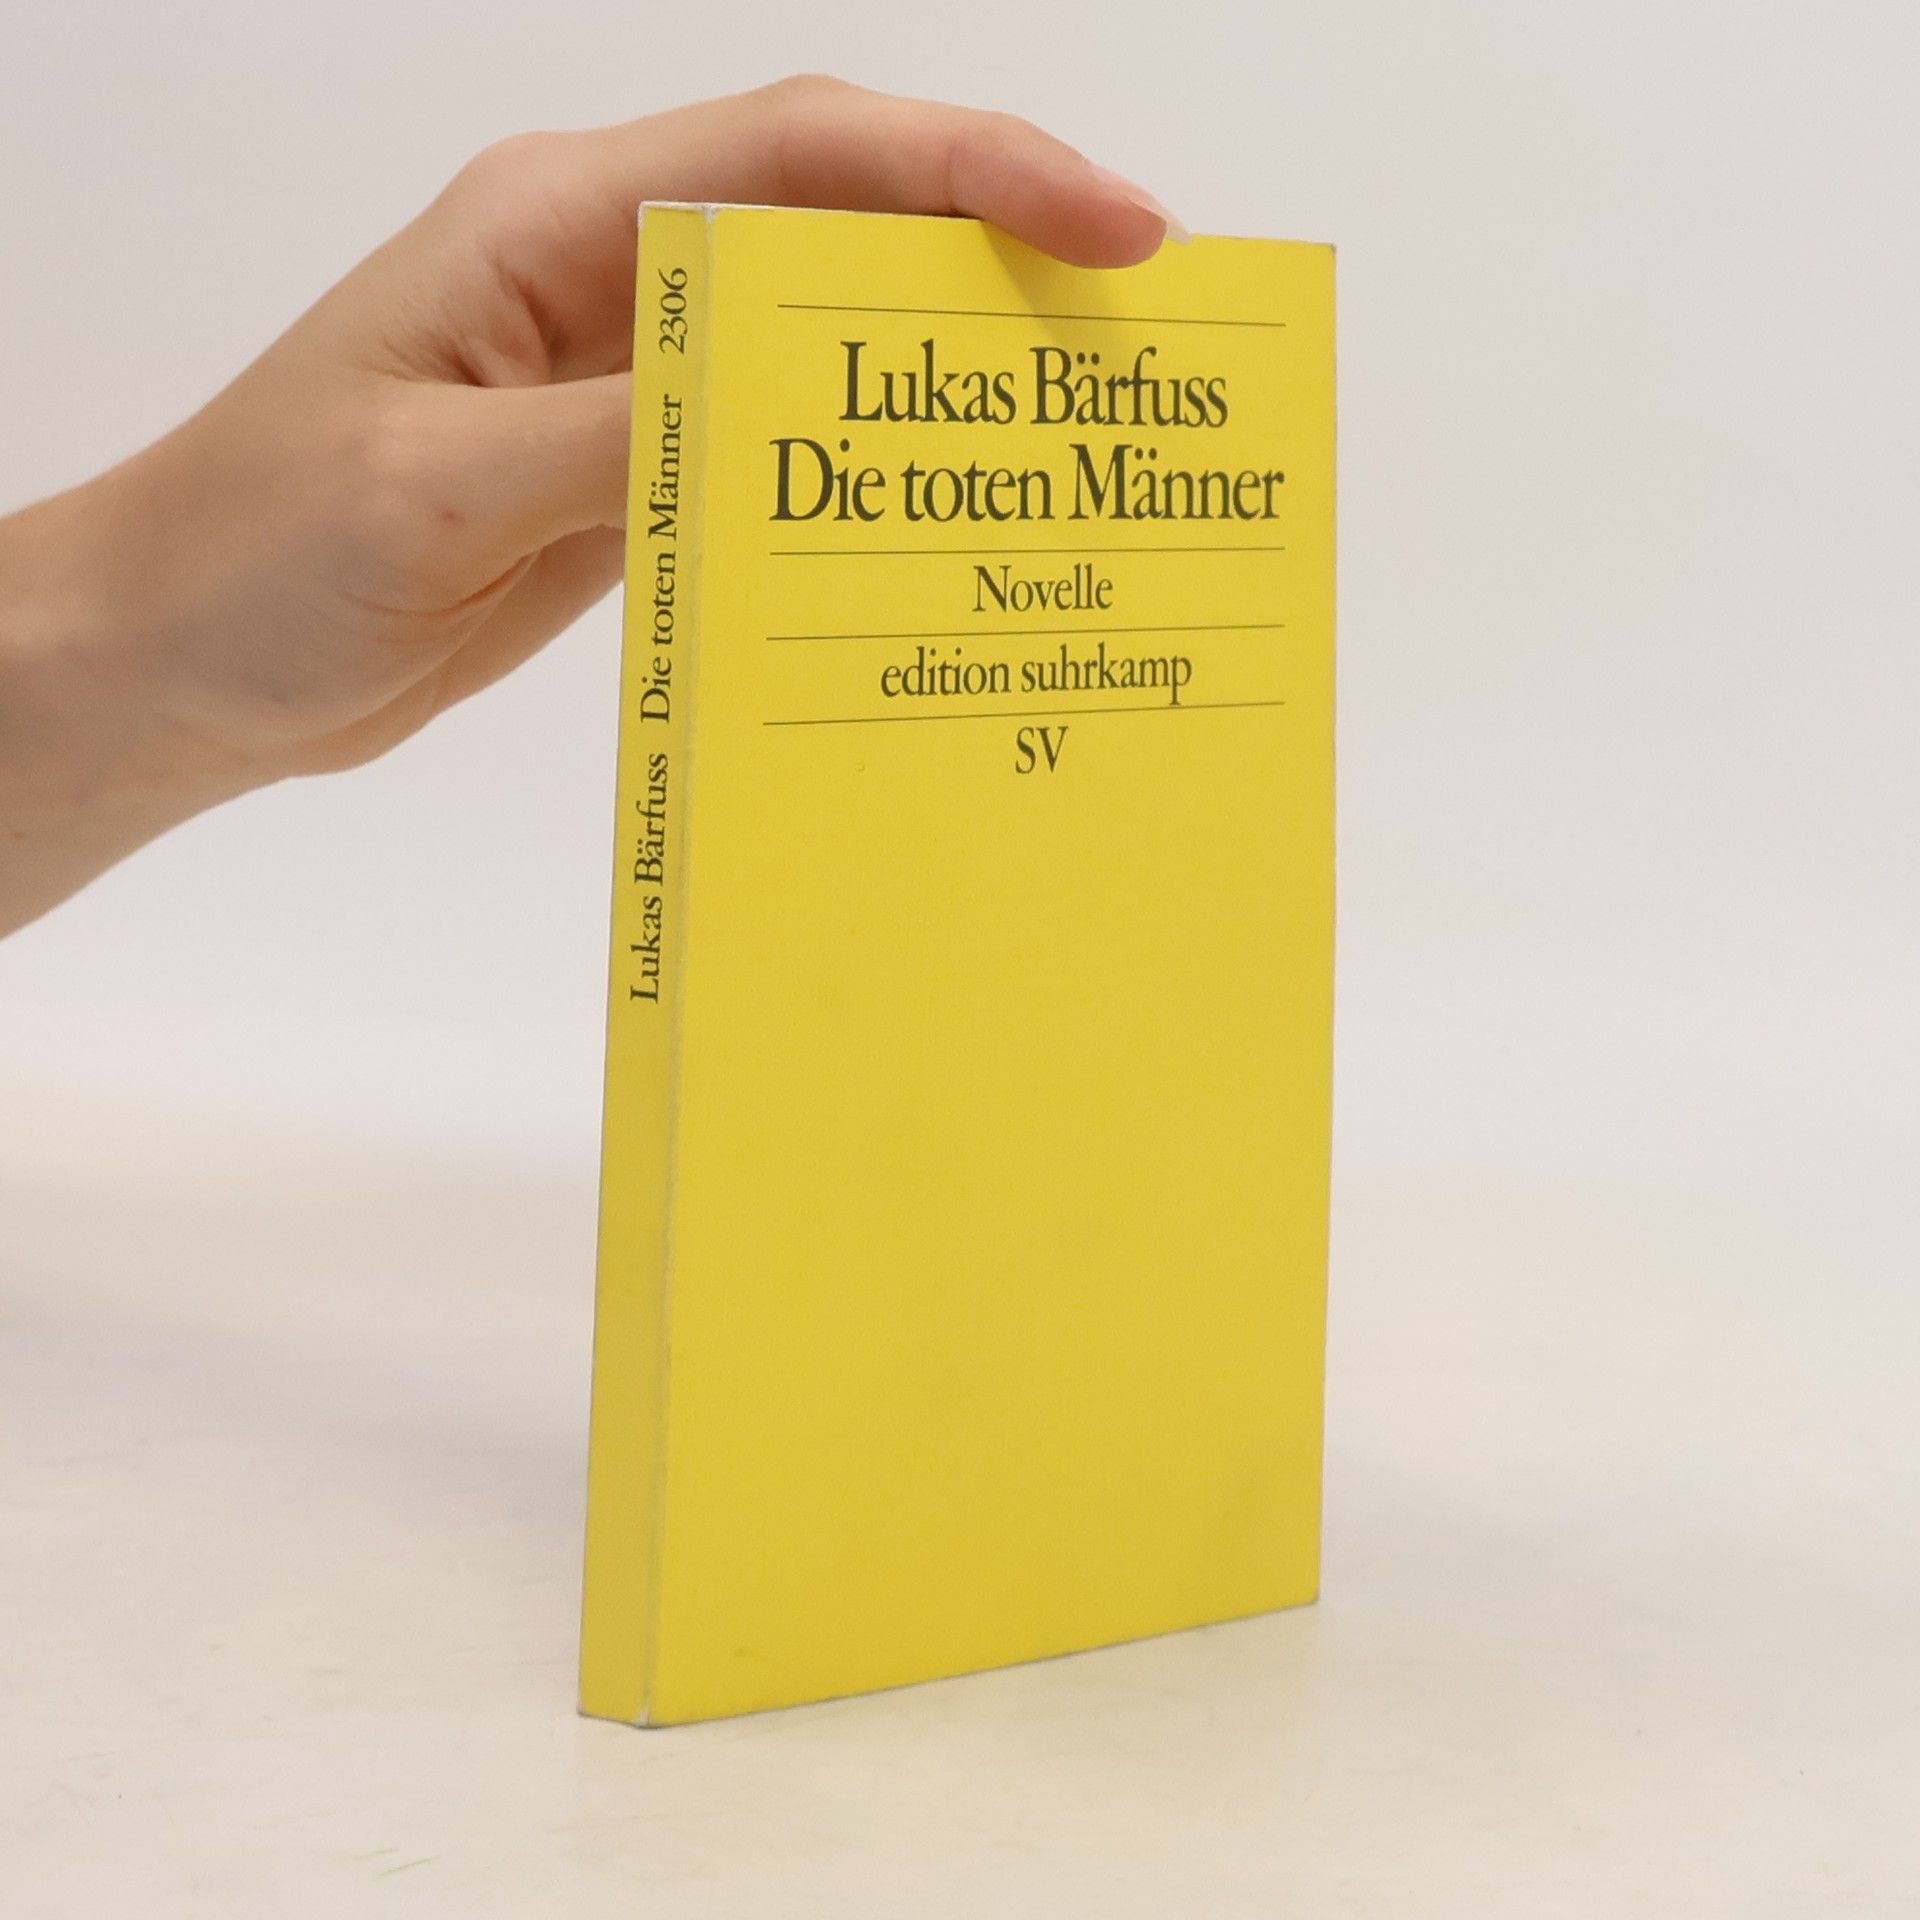 Lukas Bärfuss Die toten Männer 2306
Lukas Bärfuss
Die toten Männer
Novelle
edition suhrkamp
SV